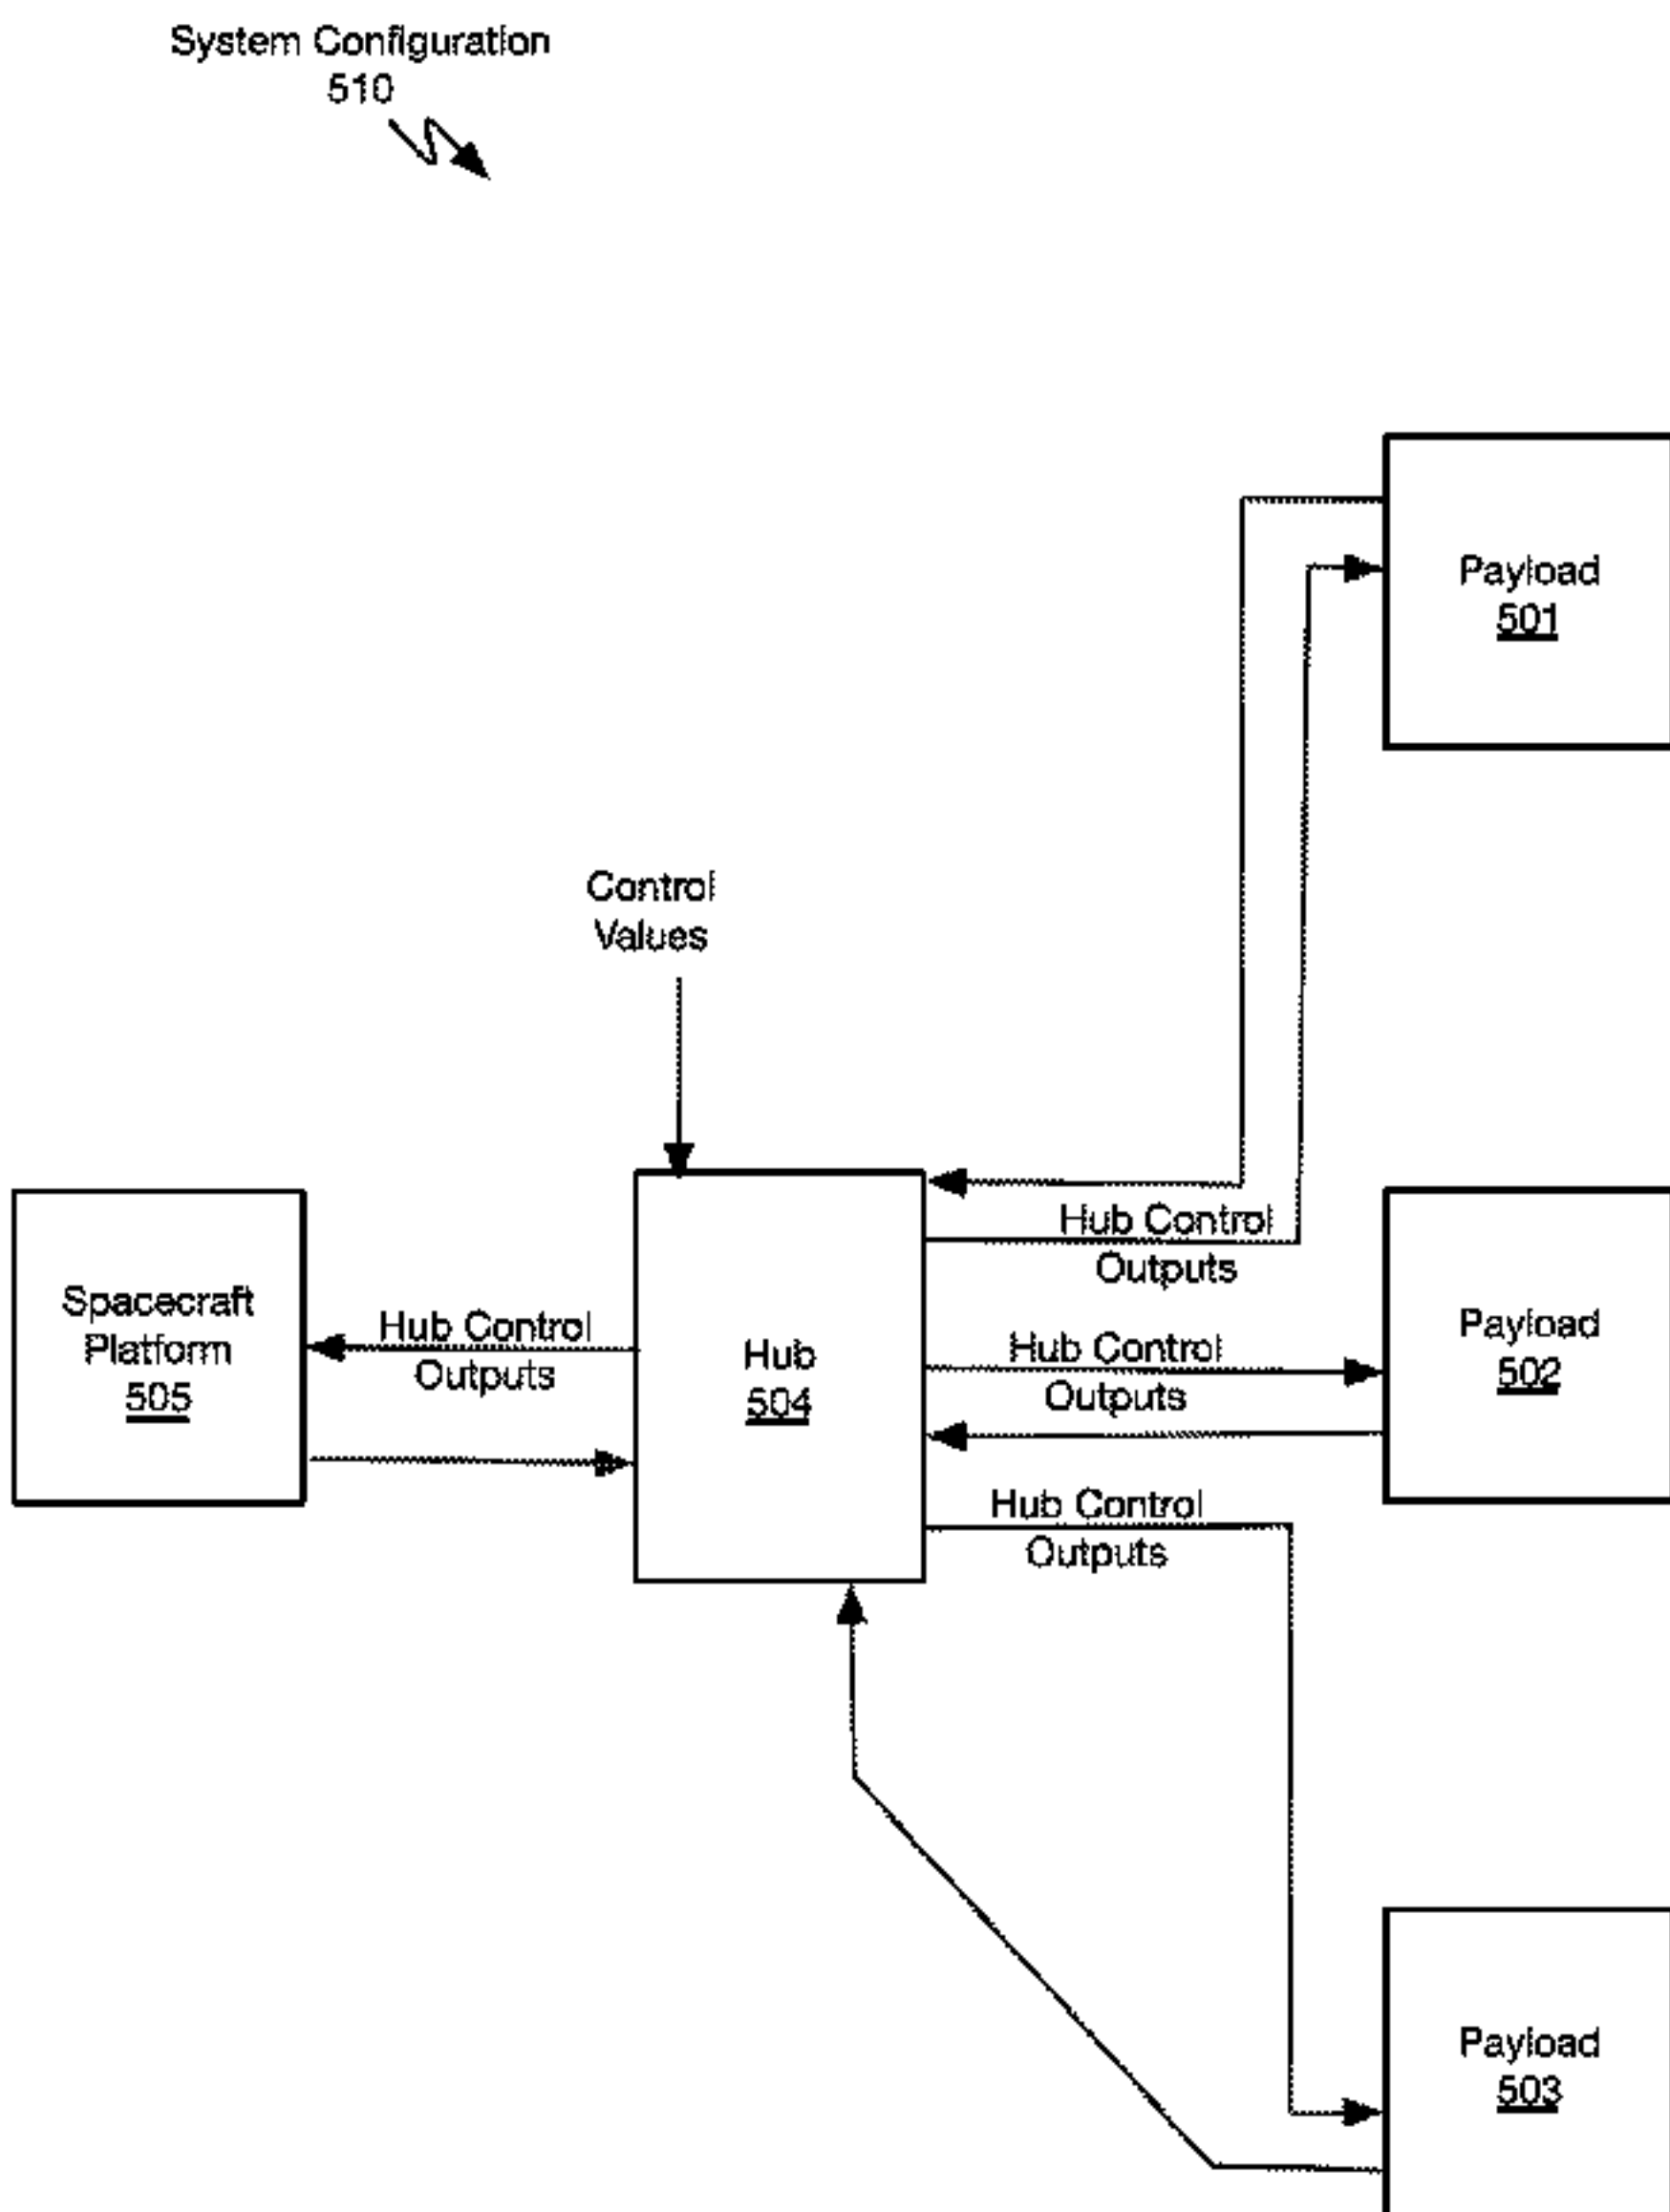 System Configuration
510
Payload
501
Control
Values
Hub Control
Outputs
Spacecraft
Platform
505
Hub Control
Outputs
Hub
504
Hub Control
Outputs
Payload
502
Hub Control
Outputs
Payload
503